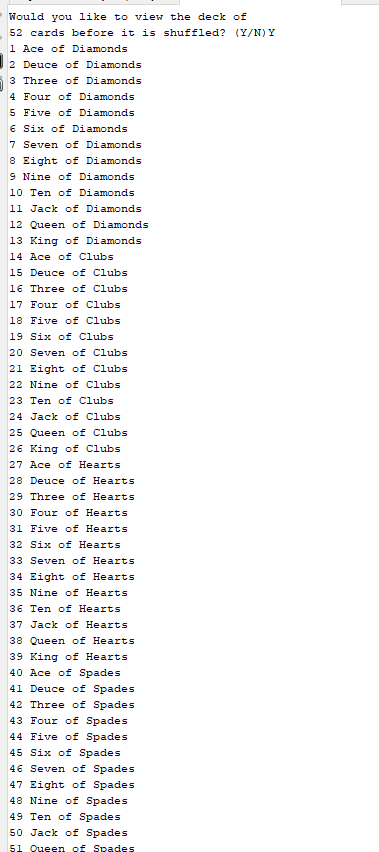 Would you like to view the deck of
52 cards before it is shuffled? (Y/N)Y
1 Ace of Diamonds
2 Deuce of Diamonds
3 Three of Diamonds
4 Four of Diamonds
5 Five of Diamonds
6 Six of Diamonds
7 Seven of Diamonds
8 Eight of Diamonds
9 Nine of Diamonds
10 Ten of Diamonds
11 Jack of Diamonds
12 Queen of Diamonds
13 King of Diamonds
14 Ace of Clubs
15 Deuce of Clubs
16 Three of Clubs
17 Four of Clubs
18 Five of Clubs
19 Six of Clubs
20 Seven of Clubs
21 Eight of Clubs
22 Nine of Clubs
23 Ten of Clubs
24 Jack of Clubs
25 Queen of Clubs
26 King of Clubs
27 Ace of Hearts
28 Deuce of Hearts
29 Three of Hearts
30 Four of Hearts
31 Five of Hearts
32 Six of Hearts
33 Seven of Hearts
34 Eight of Hearts
35 Nine of Hearts
36 Ten of Hearts
37 Jack of Hearts
38 Queen of Hearts
39 King of Hearts
40 Ace of Spades
41 Deuce of Spades
42 Three of Spades
43 Four of Spades
44 Five of Spades
45 Six of Spades
46 Seven of Spades
47 Eight of Spades
48 Nine of Spades
49 Ten of Spades
50 Jack of Spades
51 Queen of Spades